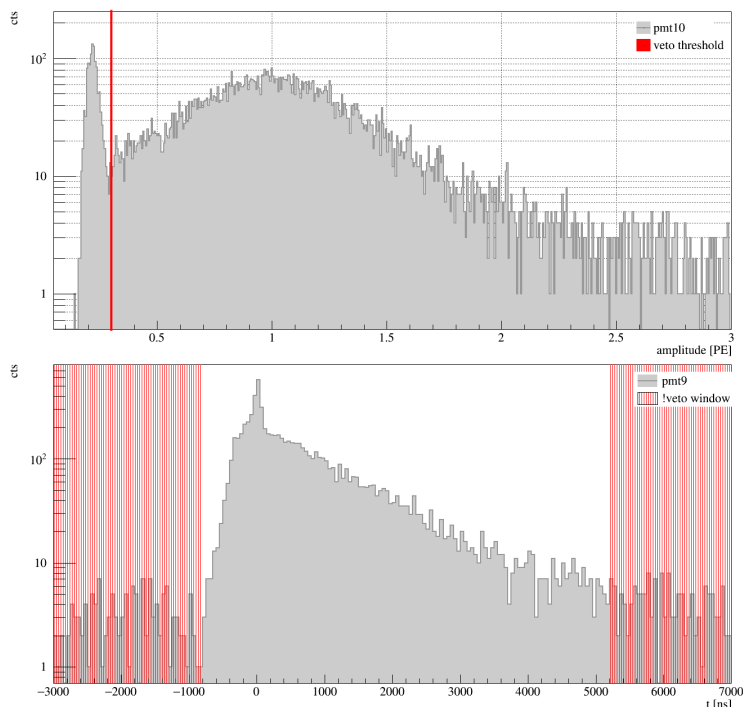 cts
pmt10
veto threshold
10²
10
1
0.5
1
1.5
2
2.5
3
amplitude [PE]
cts
pmt9
!veto window
10²
10
1
−3000
−2000
−1000
0
1000
2000
3000
4000
5000
6000
7000
t [ns]